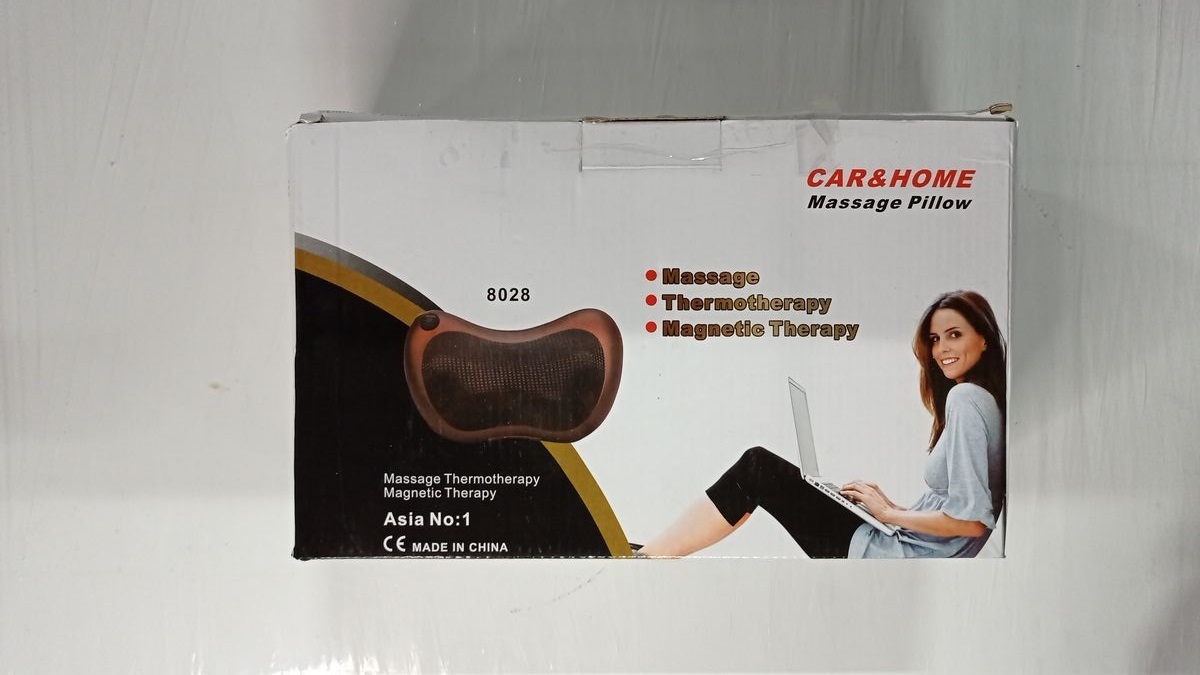 CAR&HOME
Massage Pillow
Massage
Thermotherapy
Magnetic Therapy
8028
Massage Thermotherapy
Magnetic Therapy
Asia No:1
CE MADE IN CHINA